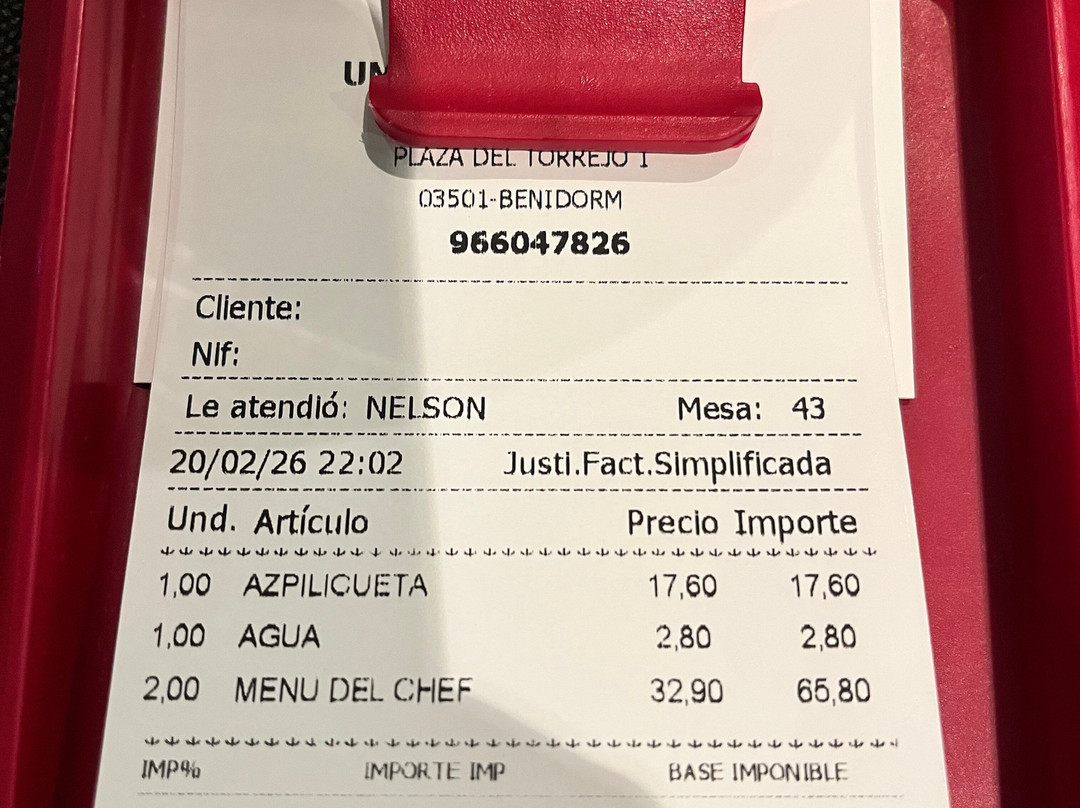 PLAZA DEL TORREJO 1
03501-BENIDORM
966047826
Cliente:
Nif:
Le atendió: NELSON Mesa: 43
20/02/26 22:02 Justi.Fact.Simplificada
Und. Artículo Precio Importe
1,00 AZPILICUETA 17,60 17,60
1,00 AGUA 2,80 2,80
2,00 MENU DEL CHEF 32,90 65,80
IMP% IMPORTE IMP BASE IMPONIBLE